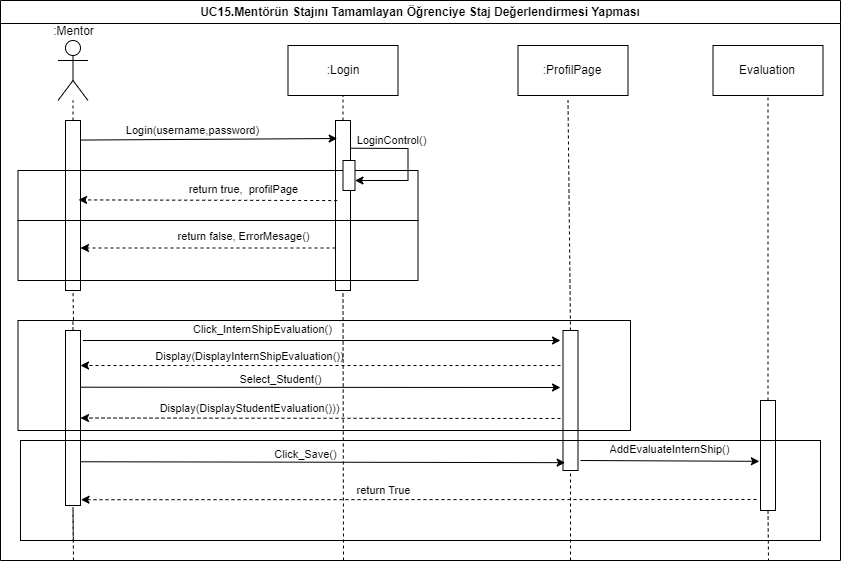 UC15.Mentörün Stajını Tamamlayan Öğrenciye Staj Değerlendirmesi Yapması
:Mentor
:Login
:ProfilPage
Evaluation
Login(username,password)
LoginControl()
return true,  profilPage
return false, ErrorMesage()
Click_InternShipEvaluation()
Display(DisplayInternShipEvaluation())
Select_Student()
Display(DisplayStudentEvaluation()))
Click_Save()
AddEvaluateInternShip()
return True